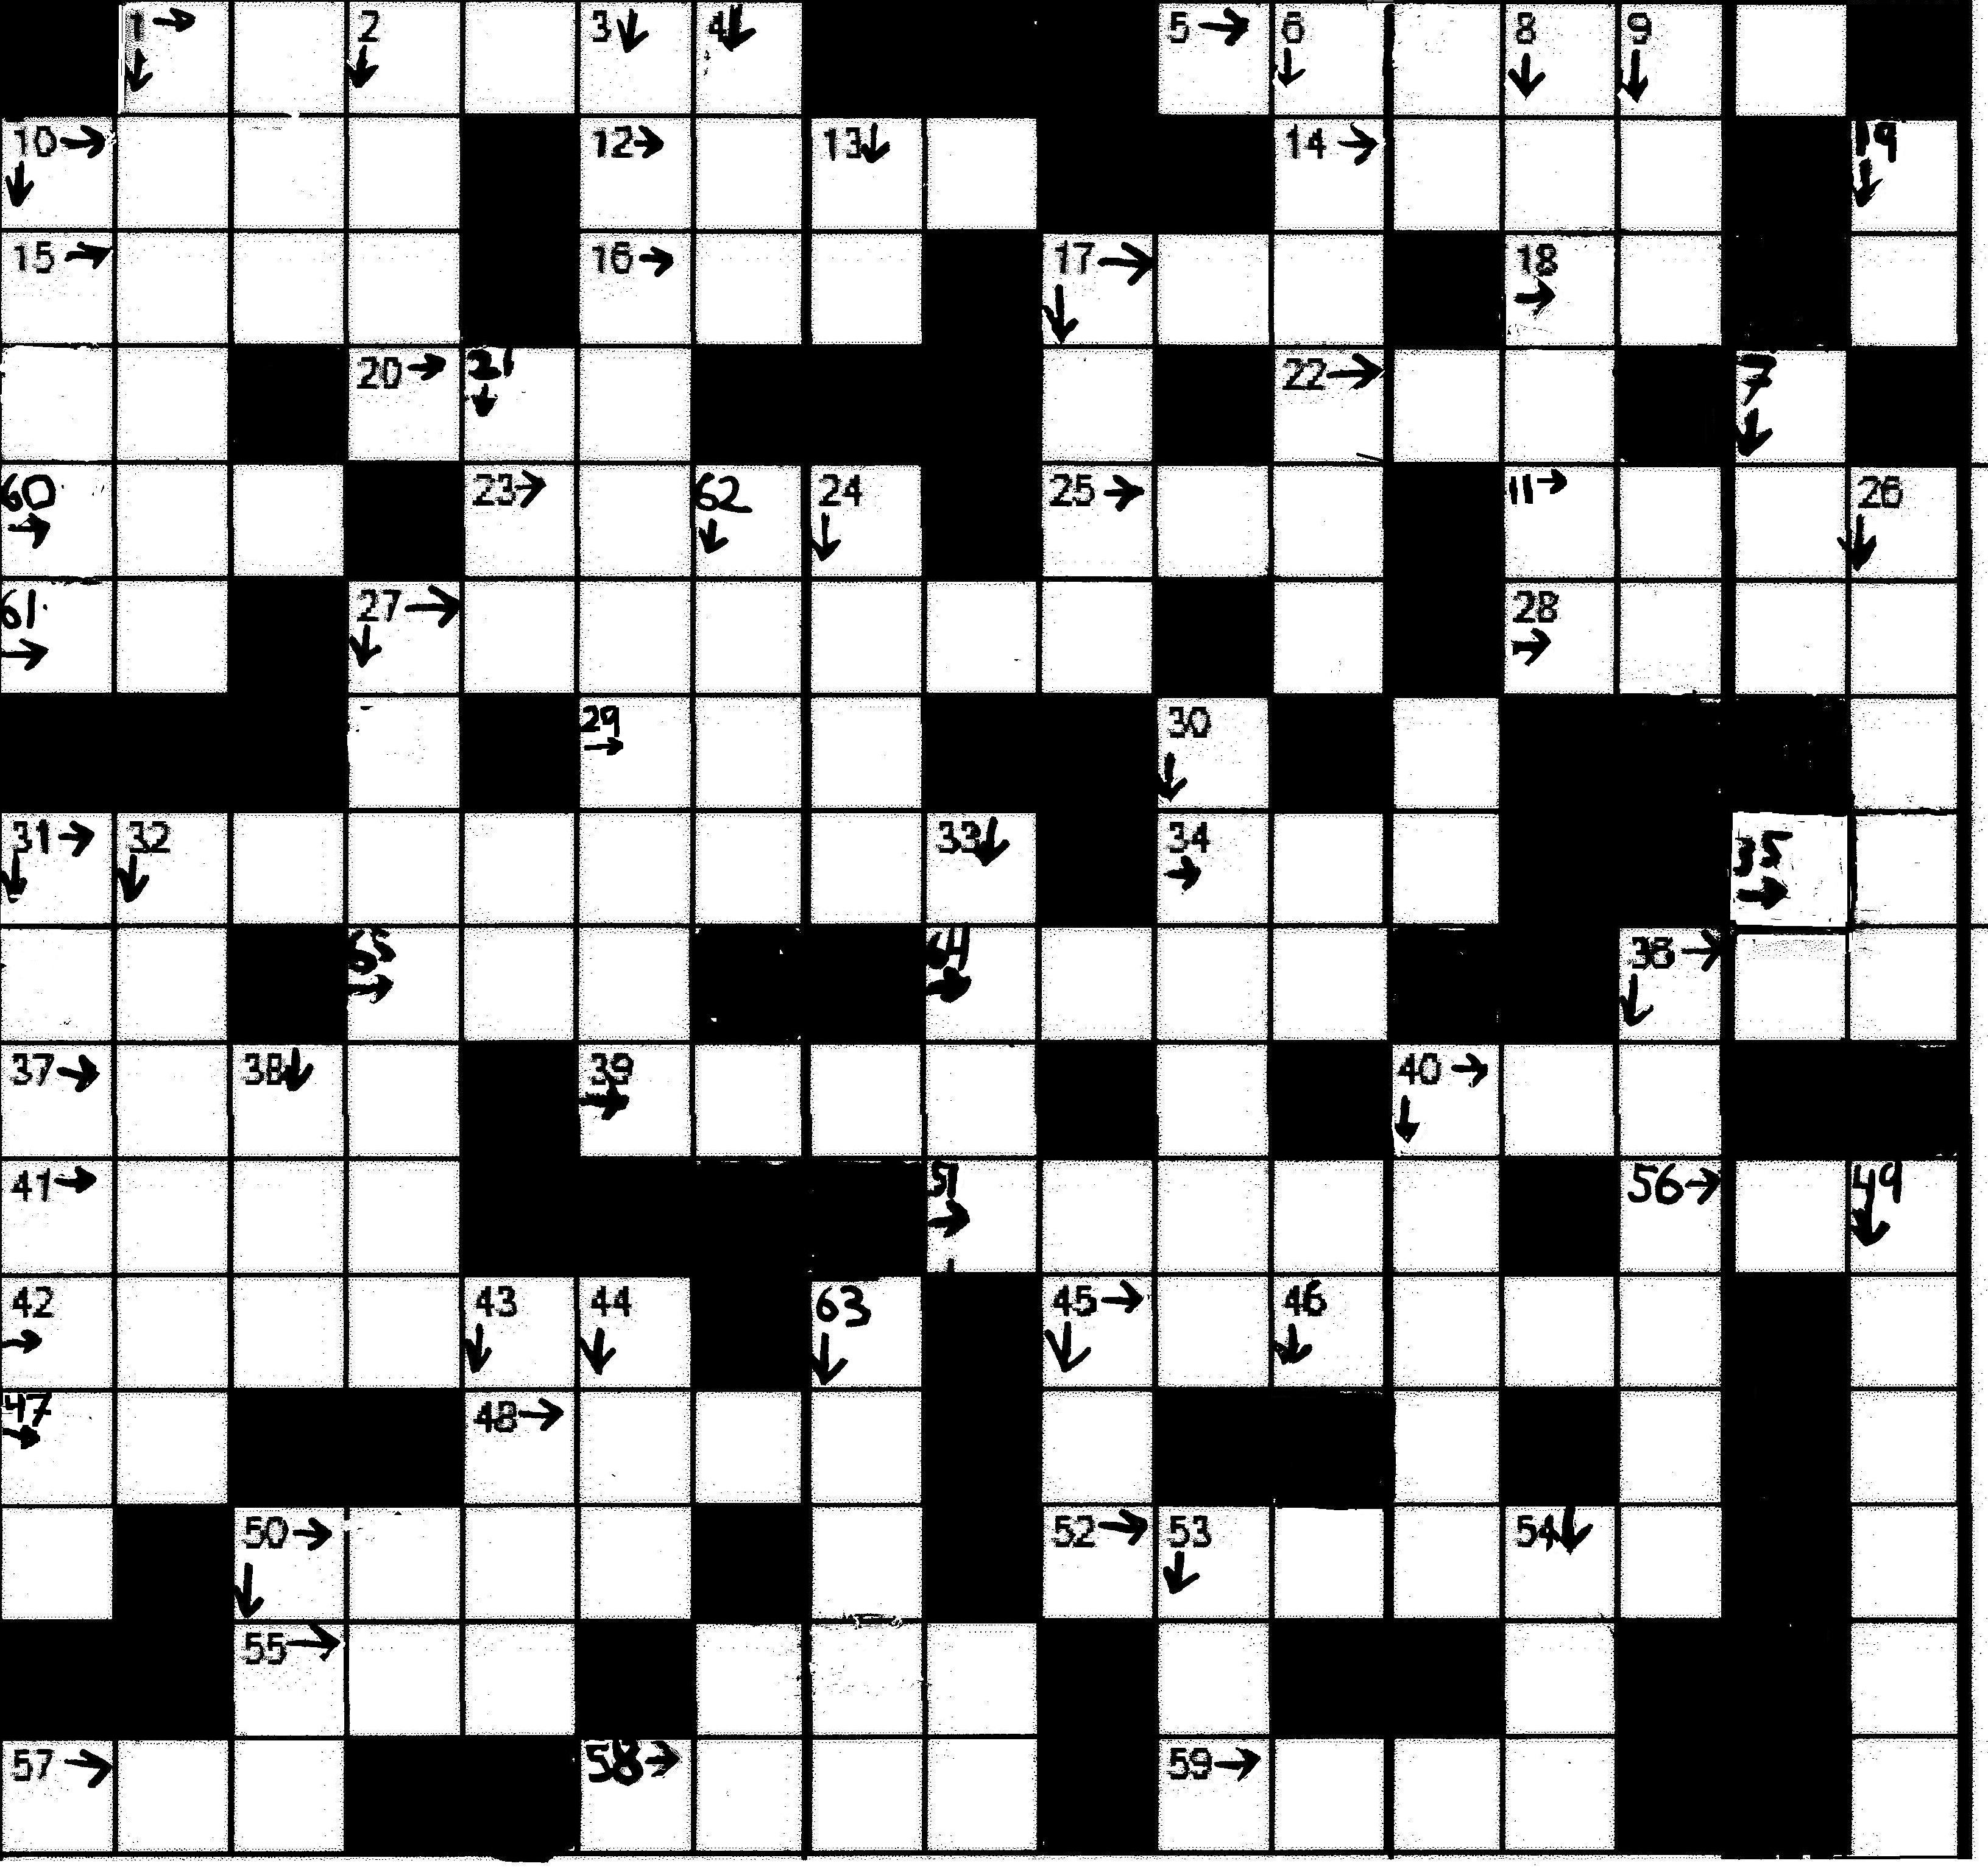 1 → ↓ 2 ↓ 3 ↓ 4 ↓ 5 → 6 ↓ 8 ↓ 9 ↓
10 → ↓ 12 → 13 ↓ 14 → 19 ↓
15 → 16 → 17 → ↓ 18 →
20 → 21 ↓ 22 → 7 ↓
60 → 23 → 62 ↓ 24 ↓ 25 → 11 → 26 ↓
61 → 27 → ↓ 28 →
29 → 30 ↓
31 → ↓ 32 ↓ 33 ↓ 34 → 35 →
65 → 64 → 36 → ↓
37 → 38 ↓ 39 → 40 → ↓
41 → 51 → 56 → 49 ↓
42 → 43 ↓ 44 ↓ 63 ↓ 45 → ↓ 46 ↓
47 → 48 →
50 → ↓ 52 → 53 ↓ 54 ↓
55 →
57 → 58 → 59 →